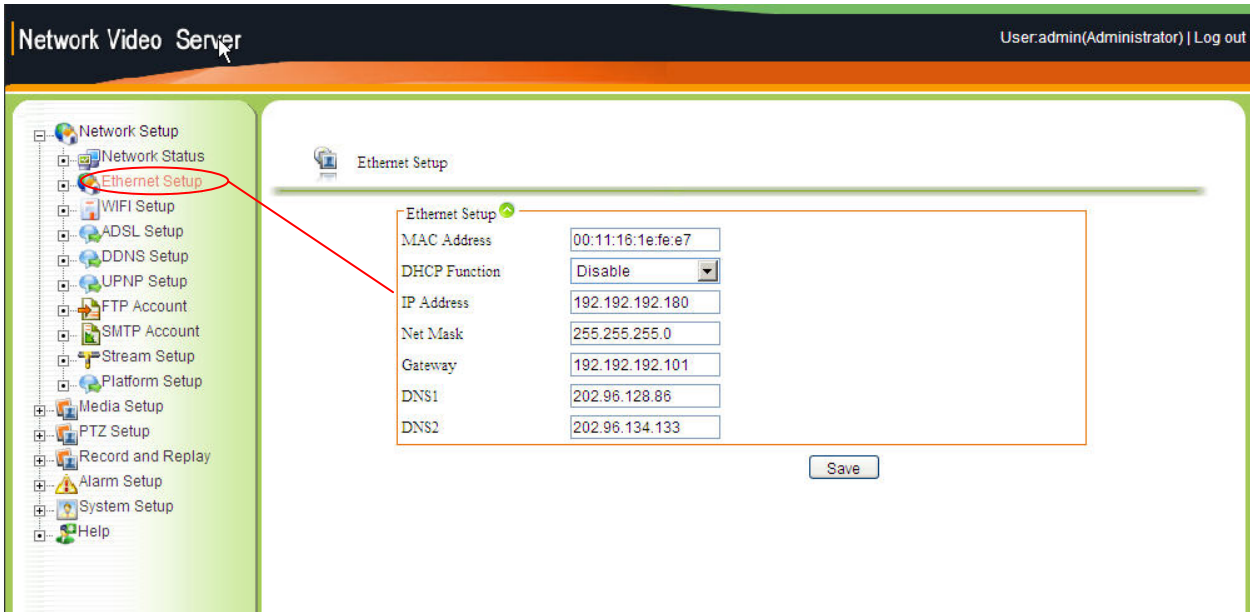 Network Video Server
User:admin(Administrator) | Log out
Network Setup
Network Status
Ethernet Setup
WIFI Setup
ADSL Setup
DDNS Setup
UPNP Setup
FTP Account
SMTP Account
Stream Setup
Platform Setup
Media Setup
PTZ Setup
Record and Replay
Alarm Setup
System Setup
Help
Ethernet Setup
Ethernet Setup
MAC Address 00:11:16:1e:fe:e7
DHCP Function Disable
IP Address 192.192.192.180
Net Mask 255.255.255.0
Gateway 192.192.192.101
DNS1 202.96.128.86
DNS2 202.96.134.133
Save